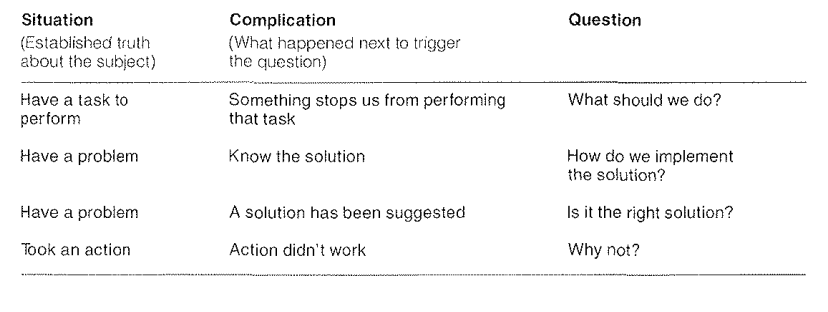 Situation Complication Question
(Established truth (What happened next to trigger
about the subject) the question)
Have a task to Something stops us from performing What should we do?
perform that task
Have a problem Know the solution How do we implement
the solution?
Have a problem A solution has been suggested Is it the right solution?
Took an action Action didn't work Why not?